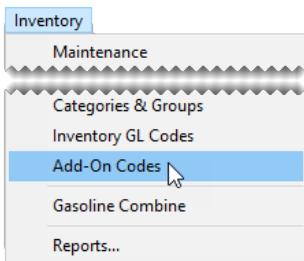 Inventory
Maintenance
Categories & Groups
Inventory GL Codes
Add-On Codes
Gasoline Combine
Reports...